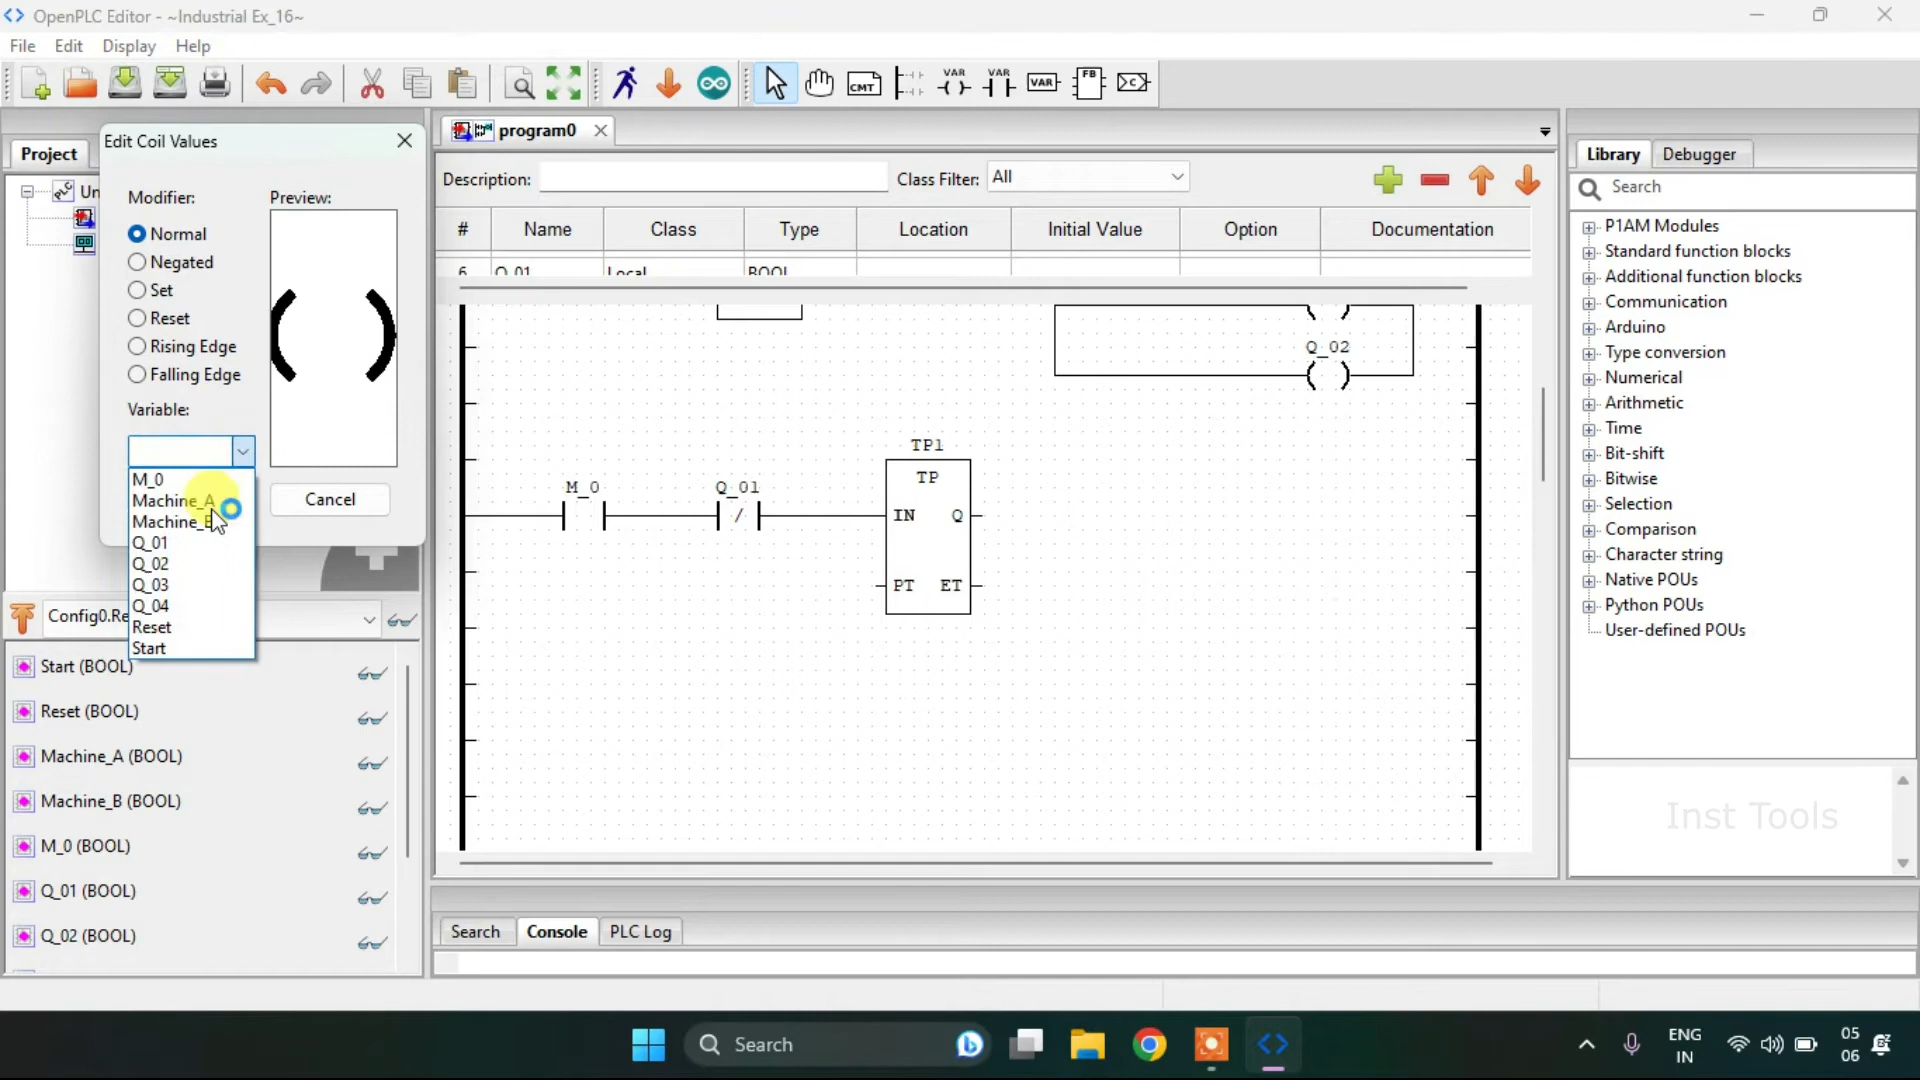 OpenPLC Editor - ~Industrial Ex_16~
File Edit Display Help
CMT VAR VAR VAR FB C
Edit Coil Values
Modifier: Preview:
Normal
Negated
Set
Reset
Rising Edge
Falling Edge
Variable:
M_0
Machine_A
Machine_B
Q_01
Q_02
Q_03
Q_04
Reset
Start
Cancel
Project
Un
Config0.Re
Start (BOOL)
Reset (BOOL)
Machine_A (BOOL)
Machine_B (BOOL)
M_0 (BOOL)
Q_01 (BOOL)
Q_02 (BOOL)
program0
Description: Class Filter: All
# Name Class Type Location Initial Value Option Documentation
6 Q_01 Local BOOL
Q_02
TP1
M_0 Q_01 TP
/ IN Q
PT ET
Search Console PLC Log
Library Debugger
Search
P1AM Modules
Standard function blocks
Additional function blocks
Communication
Arduino
Type conversion
Numerical
Arithmetic
Time
Bit-shift
Bitwise
Selection
Comparison
Character string
Native POUs
Python POUs
User-defined POUs
Inst Tools
Search
ENG
IN
05
06